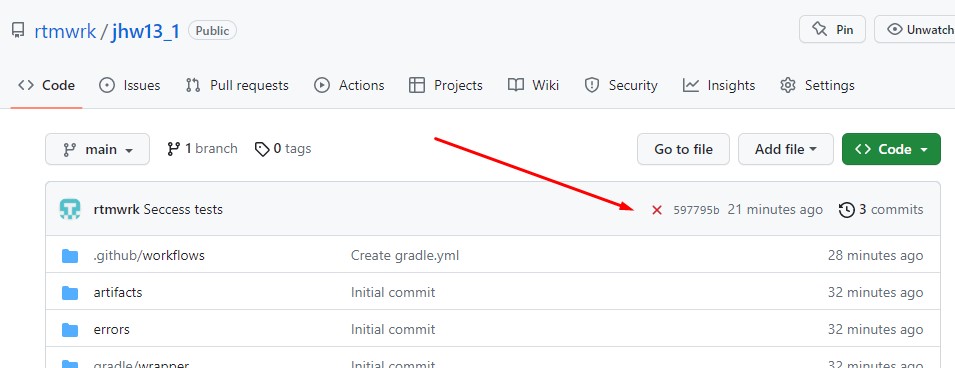 rtmwrk / jhw13_1 Public Pin Unwatch
Code Issues Pull requests Actions Projects Wiki Security Insights Settings
main 1 branch 0 tags Go to file Add file Code
rtmwrk Seccess tests 597795b 21 minutes ago 3 commits
.github/workflows Create gradle.yml 28 minutes ago
artifacts Initial commit 32 minutes ago
errors Initial commit 32 minutes ago
gradle/wrapper Initial commit 32 minutes ago